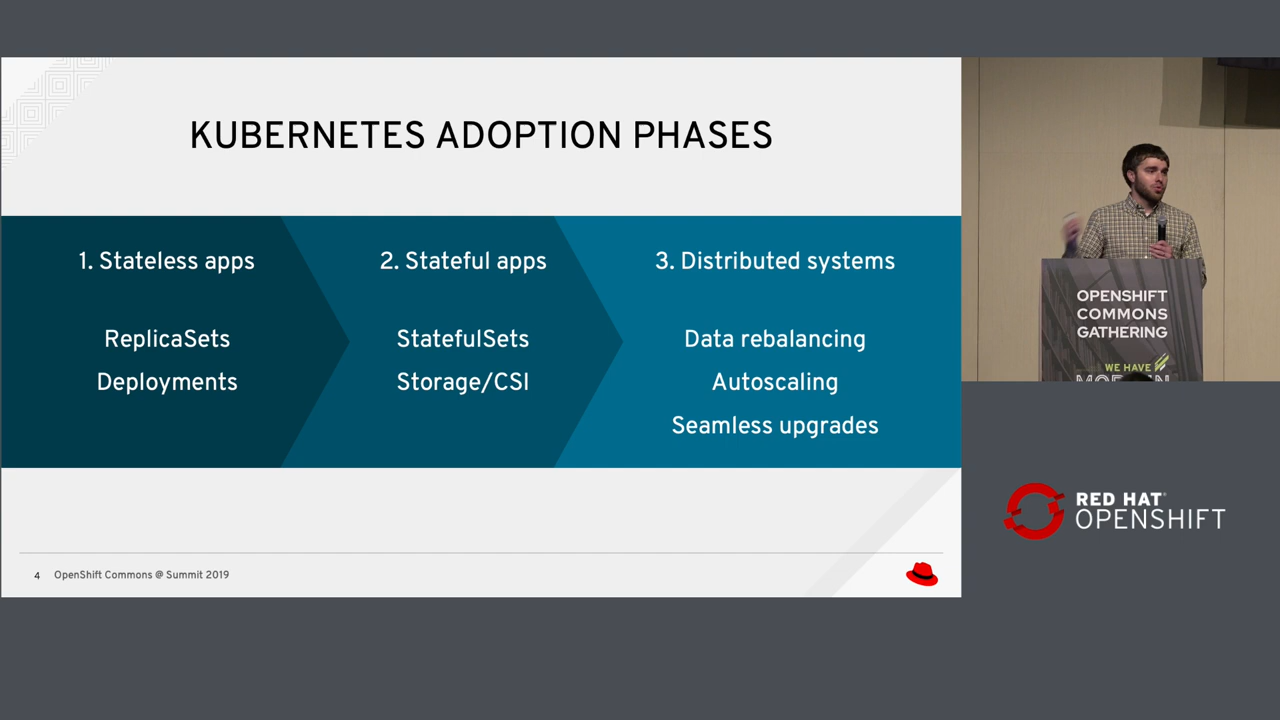 KUBERNETES ADOPTION PHASES
1. Stateless apps
ReplicaSets
Deployments
2. Stateful apps
StatefulSets
Storage/CSI
3. Distributed systems
Data rebalancing
Autoscaling
Seamless upgrades
4 OpenShift Commons @ Summit 2019
OPENSHIFT
COMMONS
GATHERING
WE HAVE
RED HAT
OPENSHIFT